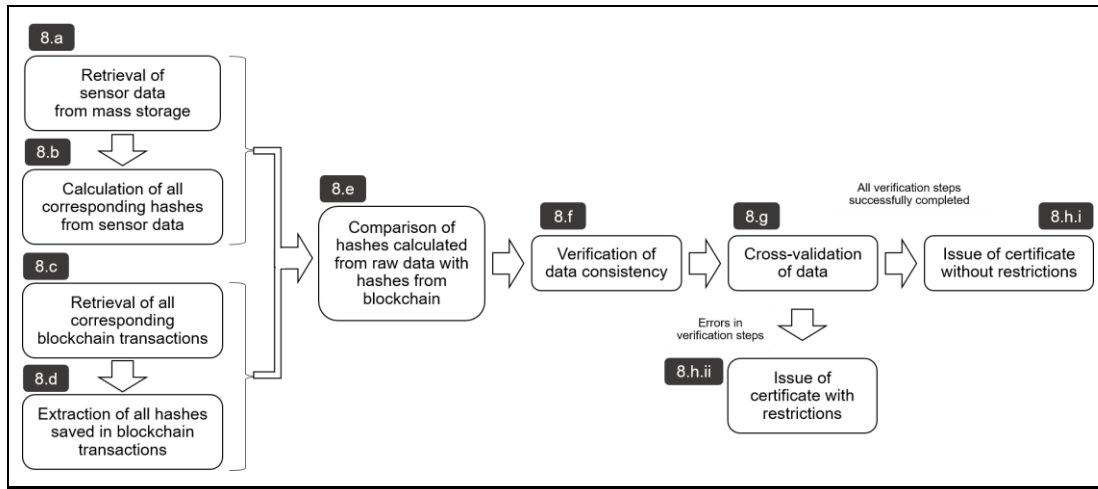 8.a
Retrieval of
sensor data
from mass storage
8.b
Calculation of all
corresponding hashes
from sensor data
8.c
Retrieval of all
corresponding
blockchain transactions
8.d
Extraction of all hashes
saved in blockchain
transactions
8.e
Comparison of
hashes calculated
from raw data with
hashes from
blockchain
8.f
Verification of
data consistency
8.g
Cross-validation
of data
All verification steps
successfully completed
8.h.i
Issue of certificate
without restrictions
Errors in
verification steps
8.h.ii
Issue of
certificate with
restrictions